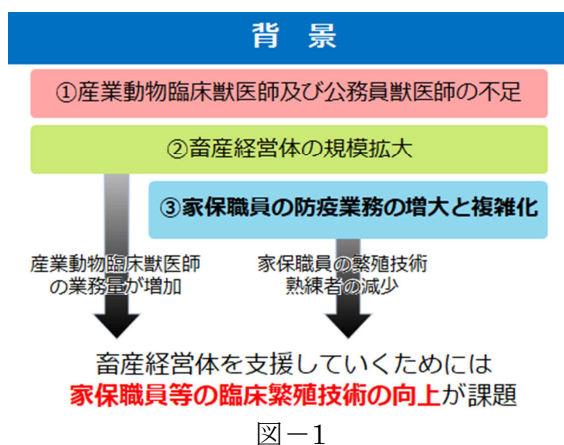 背 景
①産業動物臨床獣医師及び公務員獣医師の不足
②畜産経営体の規模拡大
③家保職員の防疫業務の増大と複雑化
産業動物臨床獣医師
の業務量が増加
家保職員の繁殖技術
熟練者の減少
畜産経営体を支援していくためには
家保職員等の臨床繁殖技術の向上が課題
図－1